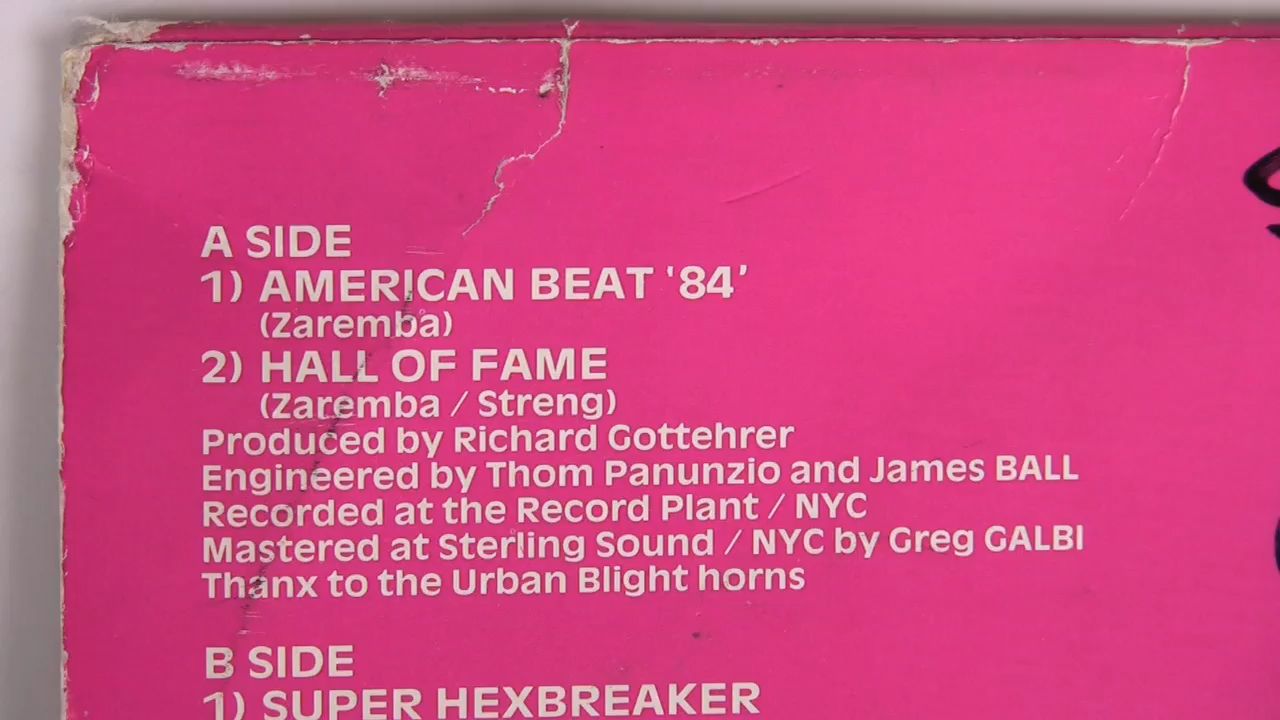 A SIDE
1) AMERICAN BEAT '84'
(Zaremba)
2) HALL OF FAME
(Zaremba / Streng)
Produced by Richard Gottehrer
Engineered by Thom Panunzio and James BALL
Recorded at the Record Plant / NYC
Mastered at Sterling Sound / NYC by Greg GALBI
Thanx to the Urban Blight horns
B SIDE
1) SUPER HEXBREAKER